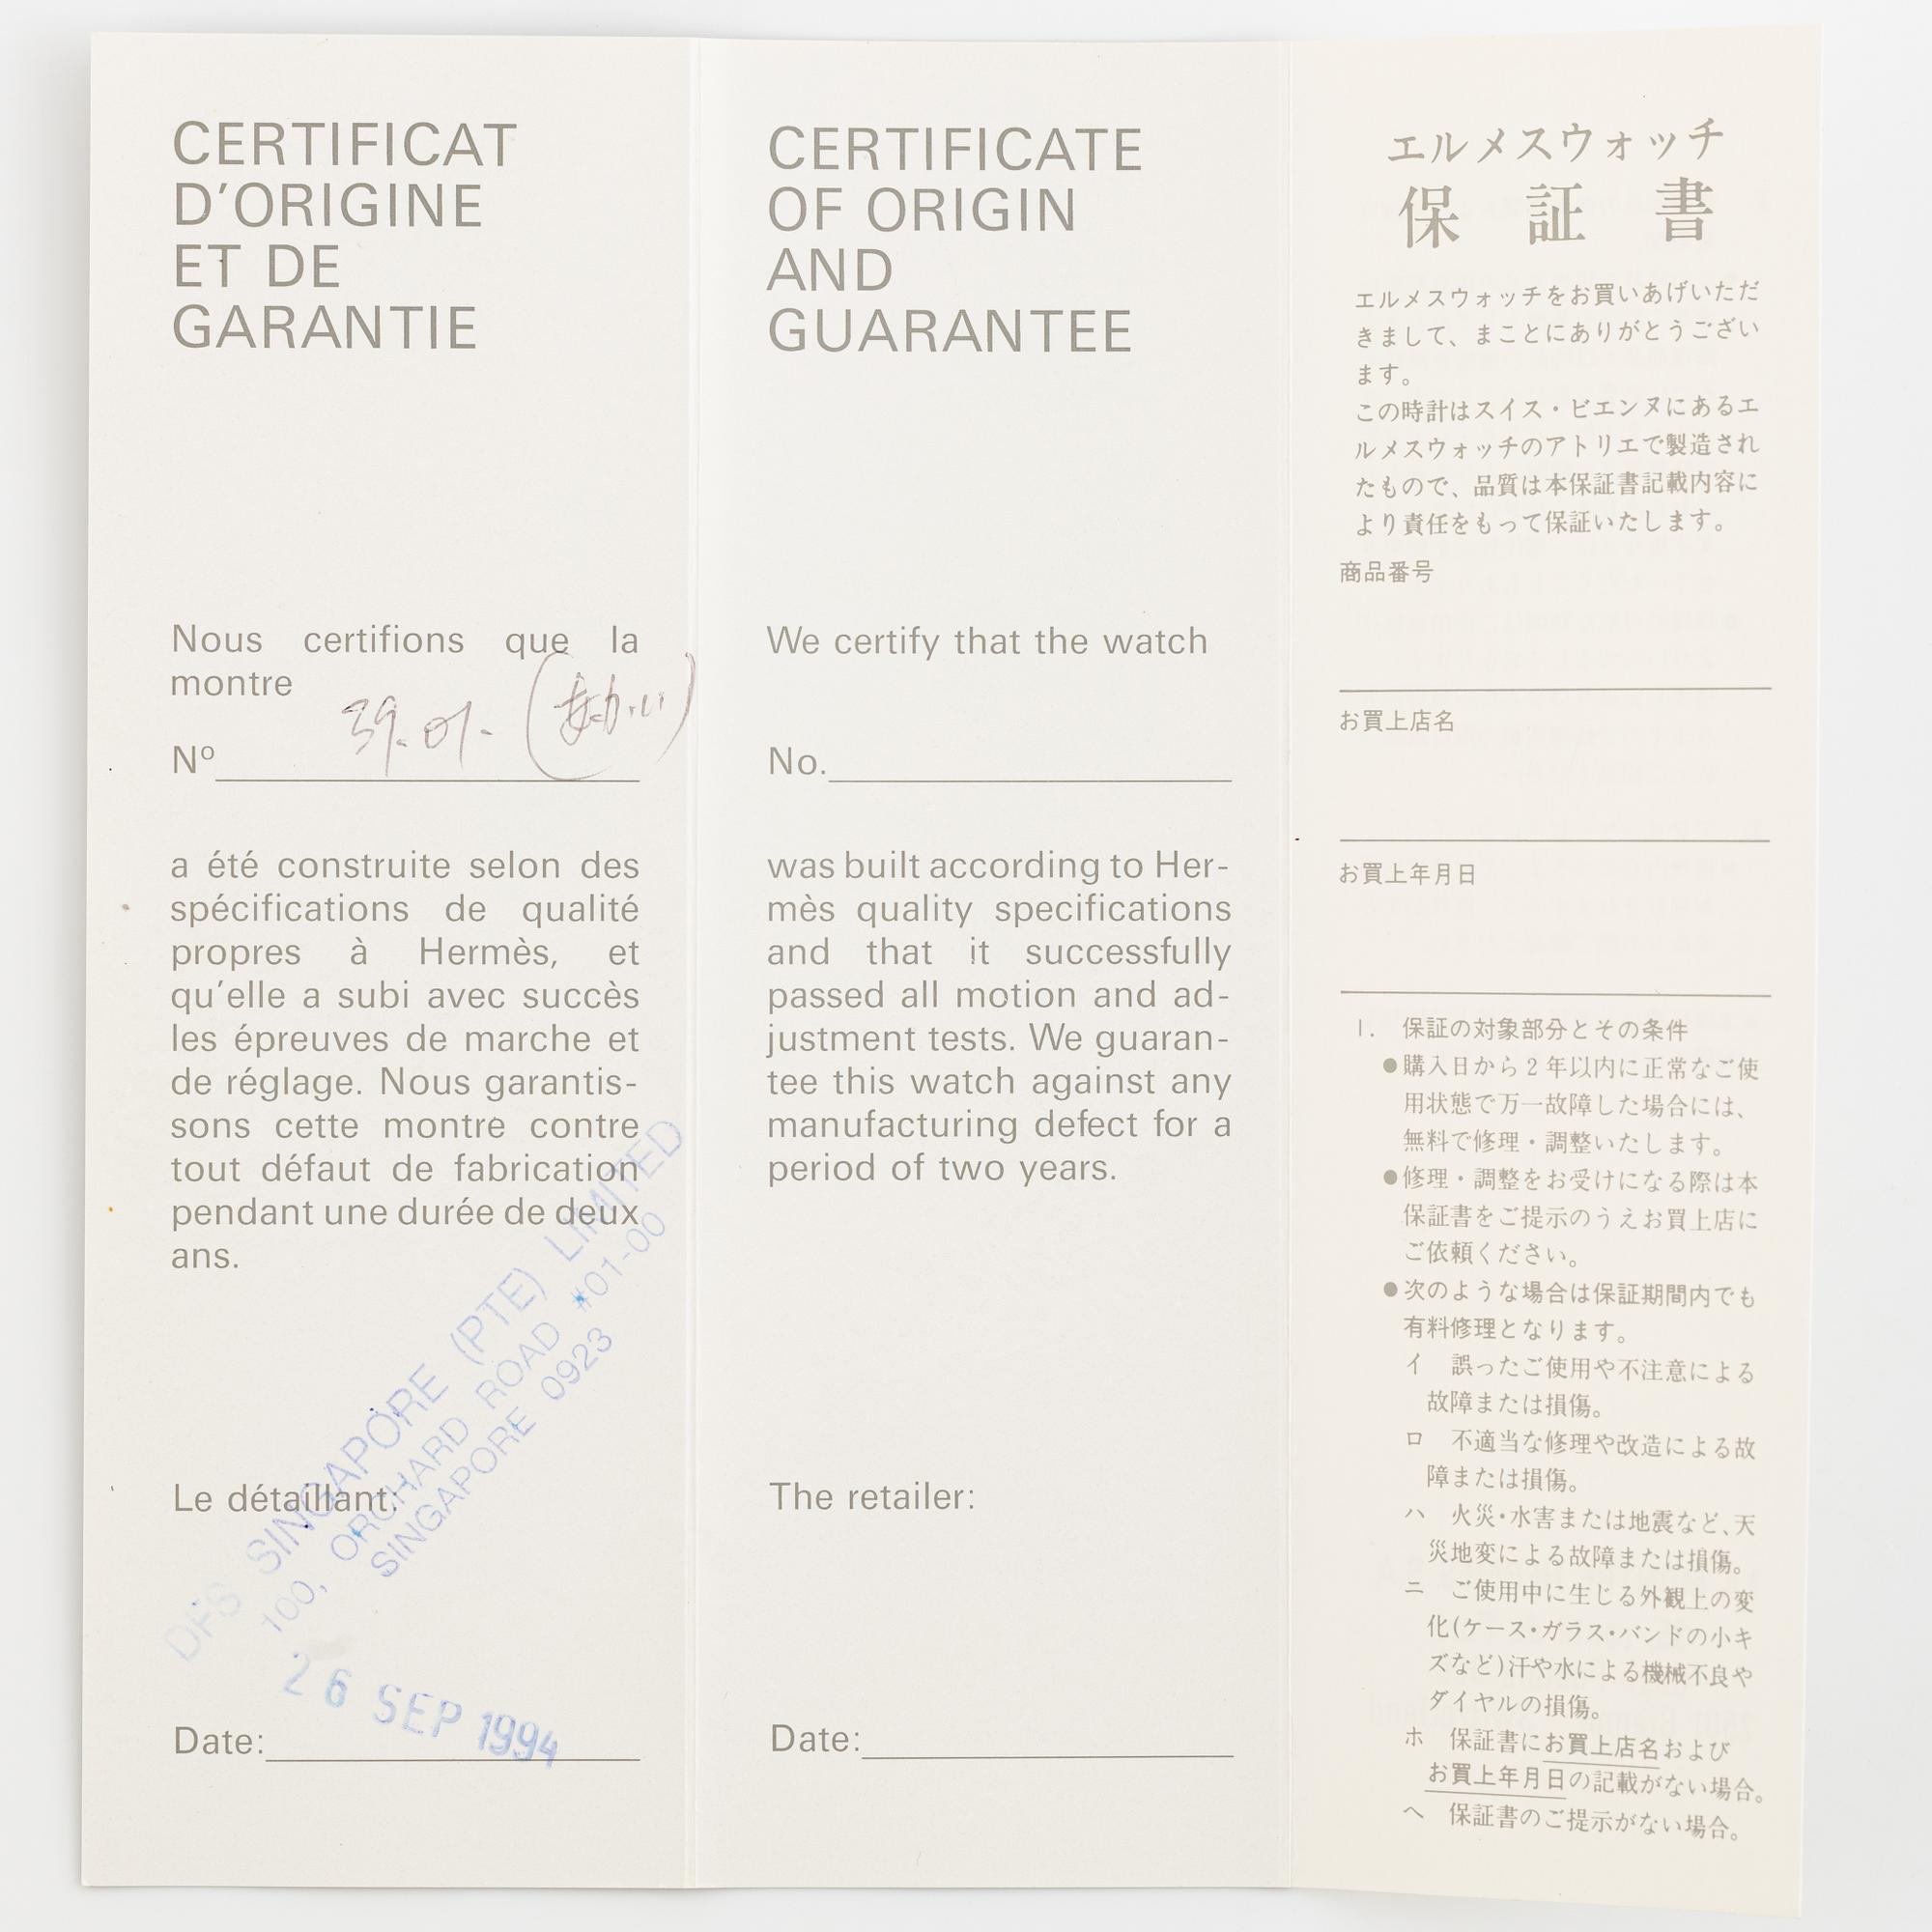 CERTIFICAT
D'ORIGINE
ET DE
GARANTIE
Nous certifions que la
montre
39.01.
Nº
a été construite selon des
spécifications de qualité
propres à Hermès, et
qu'elle a subi avec succès
les épreuves de marche et
de réglage. Nous garantis-
sons cette montre contre
tout défaut de fabrication
pendant une durée de deux
ans.
Le détaillant:
DFS SINGAPORE (PTE) LIMITED
100, ORCHARD ROAD #01-00
SINGAPORE 0923
26 SEP 1994
Date:
CERTIFICATE
OF ORIGIN
AND
GUARANTEE
We certify that the watch
No.
was built according to Her-
mès quality specifications
and that it successfully
passed all motion and ad-
justment tests. We guaran-
tee this watch against any
manufacturing defect for a
period of two years.
The retailer:
Date:
エルメスウォッチ
保証書
エルメスウォッチをお買いあげいただ
きまして、まことにありがとうござい
ます。
この時計はスイス・ビエンヌにあるエ
ルメスウォッチのアトリエで製造され
たもので、品質は本保証書記載内容に
より責任をもって保証いたします。
商品番号
お買上店名
お買上年月日
1. 保証の対象部分とその条件
●購入日から2年以内に正常なご使
用状態で万一故障した場合には、
無料で修理・調整いたします。
●修理・調整をお受けになる際は本
保証書をご提示のうえお買上店に
ご依頼ください。
●次のような場合は保証期間内でも
有料修理となります。
イ 誤ったご使用や不注意による
故障または損傷。
ロ 不適当な修理や改造による故
障または損傷。
ハ 火災・水害または地震など、天
災地変による故障または損傷。
ニ ご使用中に生じる外観上の変
化(ケース・ガラス・バンドの小キ
ズなど)汗や水による機械不良や
ダイヤルの損傷。
ホ 保証書にお買上店名および
お買上年月日の記載がない場合。
ヘ 保証書のご提示がない場合。